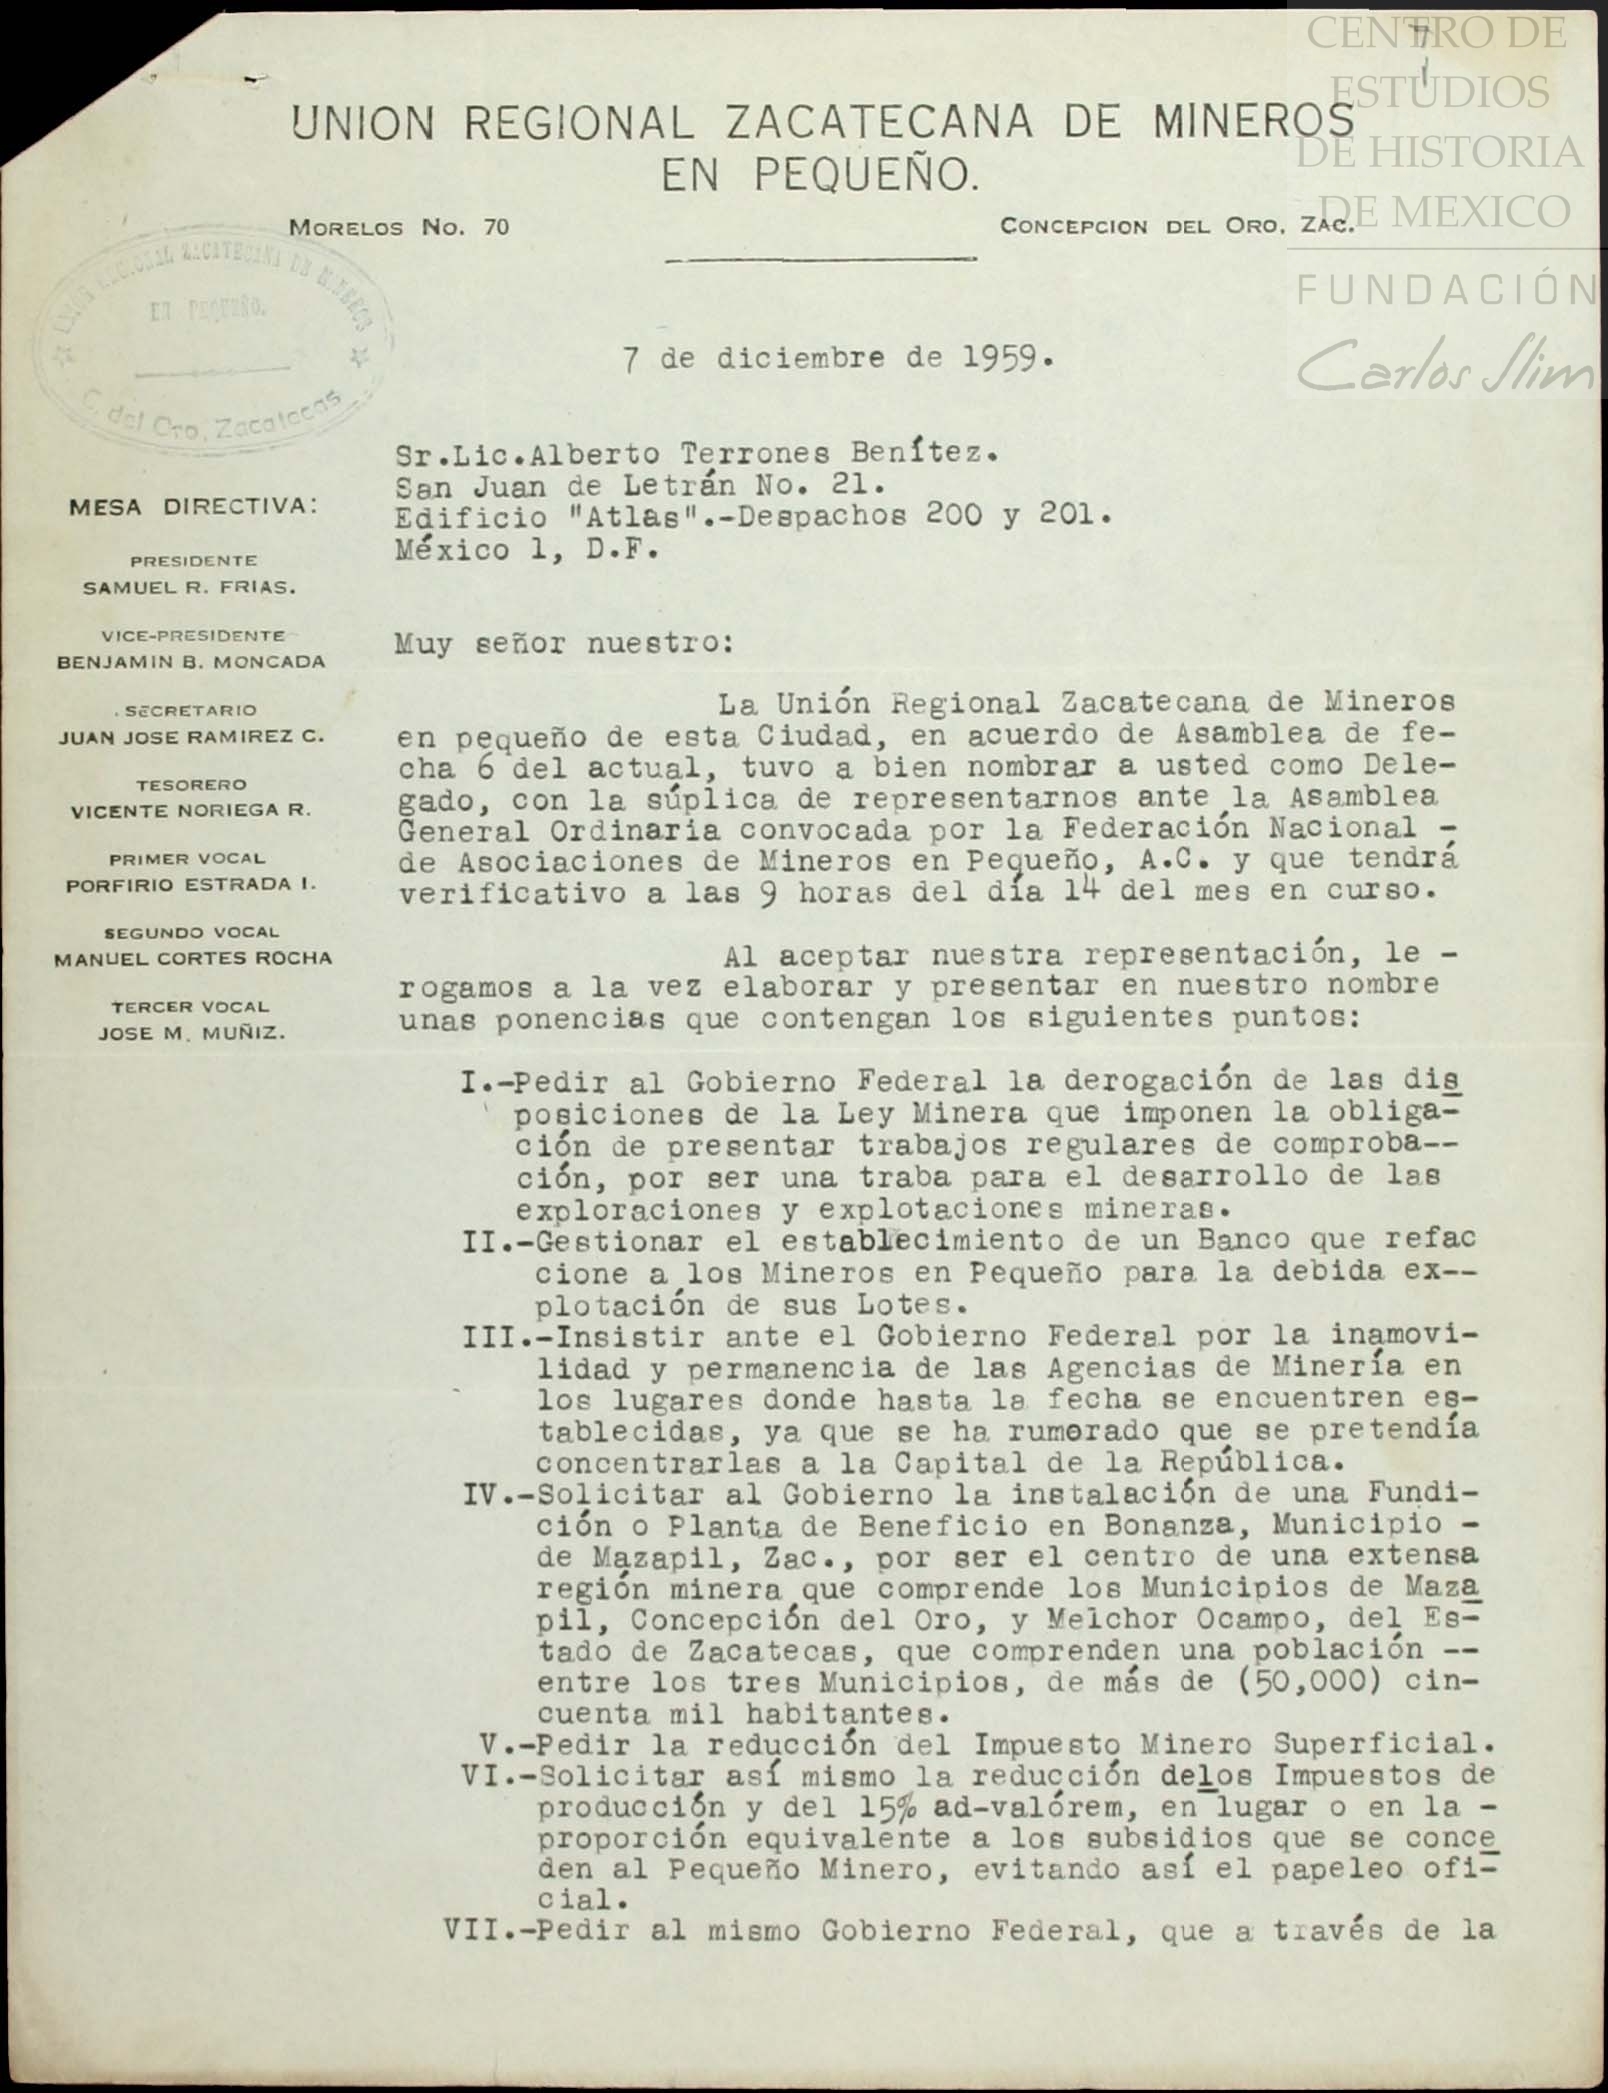 CENTRO DE
ESTUDIOS
DE HISTORIA
DE MEXICO
FUNDACIÓN
Carlos Slim
UNION REGIONAL ZACATECANA DE MINEROS
EN PEQUEÑO.
MORELOS No. 70
CONCEPCION DEL ORO, ZAC.
UNION REGIONAL ZACATECANA DE MINEROS
EN PEQUEÑO.
C. del Oro, Zacatecas
7 de diciembre de 1959.
Sr.Lic.Alberto Terrones Benítez.
San Juan de Letrán No. 21.
Edificio "Atlas".-Despachos 200 y 201.
México 1, D.F.
MESA DIRECTIVA:
PRESIDENTE
SAMUEL R. FRIAS.
VICE-PRESIDENTE
BENJAMIN B. MONCADA
SECRETARIO
JUAN JOSE RAMIREZ C.
TESORERO
VICENTE NORIEGA R.
PRIMER VOCAL
PORFIRIO ESTRADA I.
SEGUNDO VOCAL
MANUEL CORTES ROCHA
TERCER VOCAL
JOSE M. MUÑIZ.
Muy señor nuestro:
La Unión Regional Zacatecana de Mineros
en pequeño de esta Ciudad, en acuerdo de Asamblea de fe-
cha 6 del actual, tuvo a bien nombrar a usted como Dele-
gado, con la súplica de representarnos ante la Asamblea
General Ordinaria convocada por la Federación Nacional -
de Asociaciones de Mineros en Pequeño, A.C. y que tendrá
verificativo a las 9 horas del día 14 del mes en curso.
Al aceptar nuestra representación, le -
rogamos a la vez elaborar y presentar en nuestro nombre
unas ponencias que contengan los siguientes puntos:
I.-Pedir al Gobierno Federal la derogación de las dis
posiciones de la Ley Minera que imponen la obliga-
ción de presentar trabajos regulares de comproba--
ción, por ser una traba para el desarrollo de las
exploraciones y explotaciones mineras.
II.-Gestionar el establecimiento de un Banco que refac
cione a los Mineros en Pequeño para la debida ex--
plotación de sus Lotes.
III.-Insistir ante el Gobierno Federal por la inamovi-
lidad y permanencia de las Agencias de Minería en
los lugares donde hasta la fecha se encuentren es-
tablecidas, ya que se ha rumorado que se pretendía
concentrarlas a la Capital de la República.
IV.-Solicitar al Gobierno la instalación de una Fundi-
ción o Planta de Beneficio en Bonanza, Municipio -
de Mazapil, Zac., por ser el centro de una extensa
región minera que comprende los Municipios de Maza
pil, Concepción del Oro, y Melchor Ocampo, del Es-
tado de Zacatecas, que comprenden una población --
entre los tres Municipios, de más de (50,000) cin-
cuenta mil habitantes.
V.-Pedir la reducción del Impuesto Minero Superficial.
VI.-Solicitar así mismo la reducción delos Impuestos de
producción y del 15% ad-valórem, en lugar o en la -
proporción equivalente a los subsidios que se conce
den al Pequeño Minero, evitando así el papeleo ofi-
cial.
VII.-Pedir al mismo Gobierno Federal, que a través de la